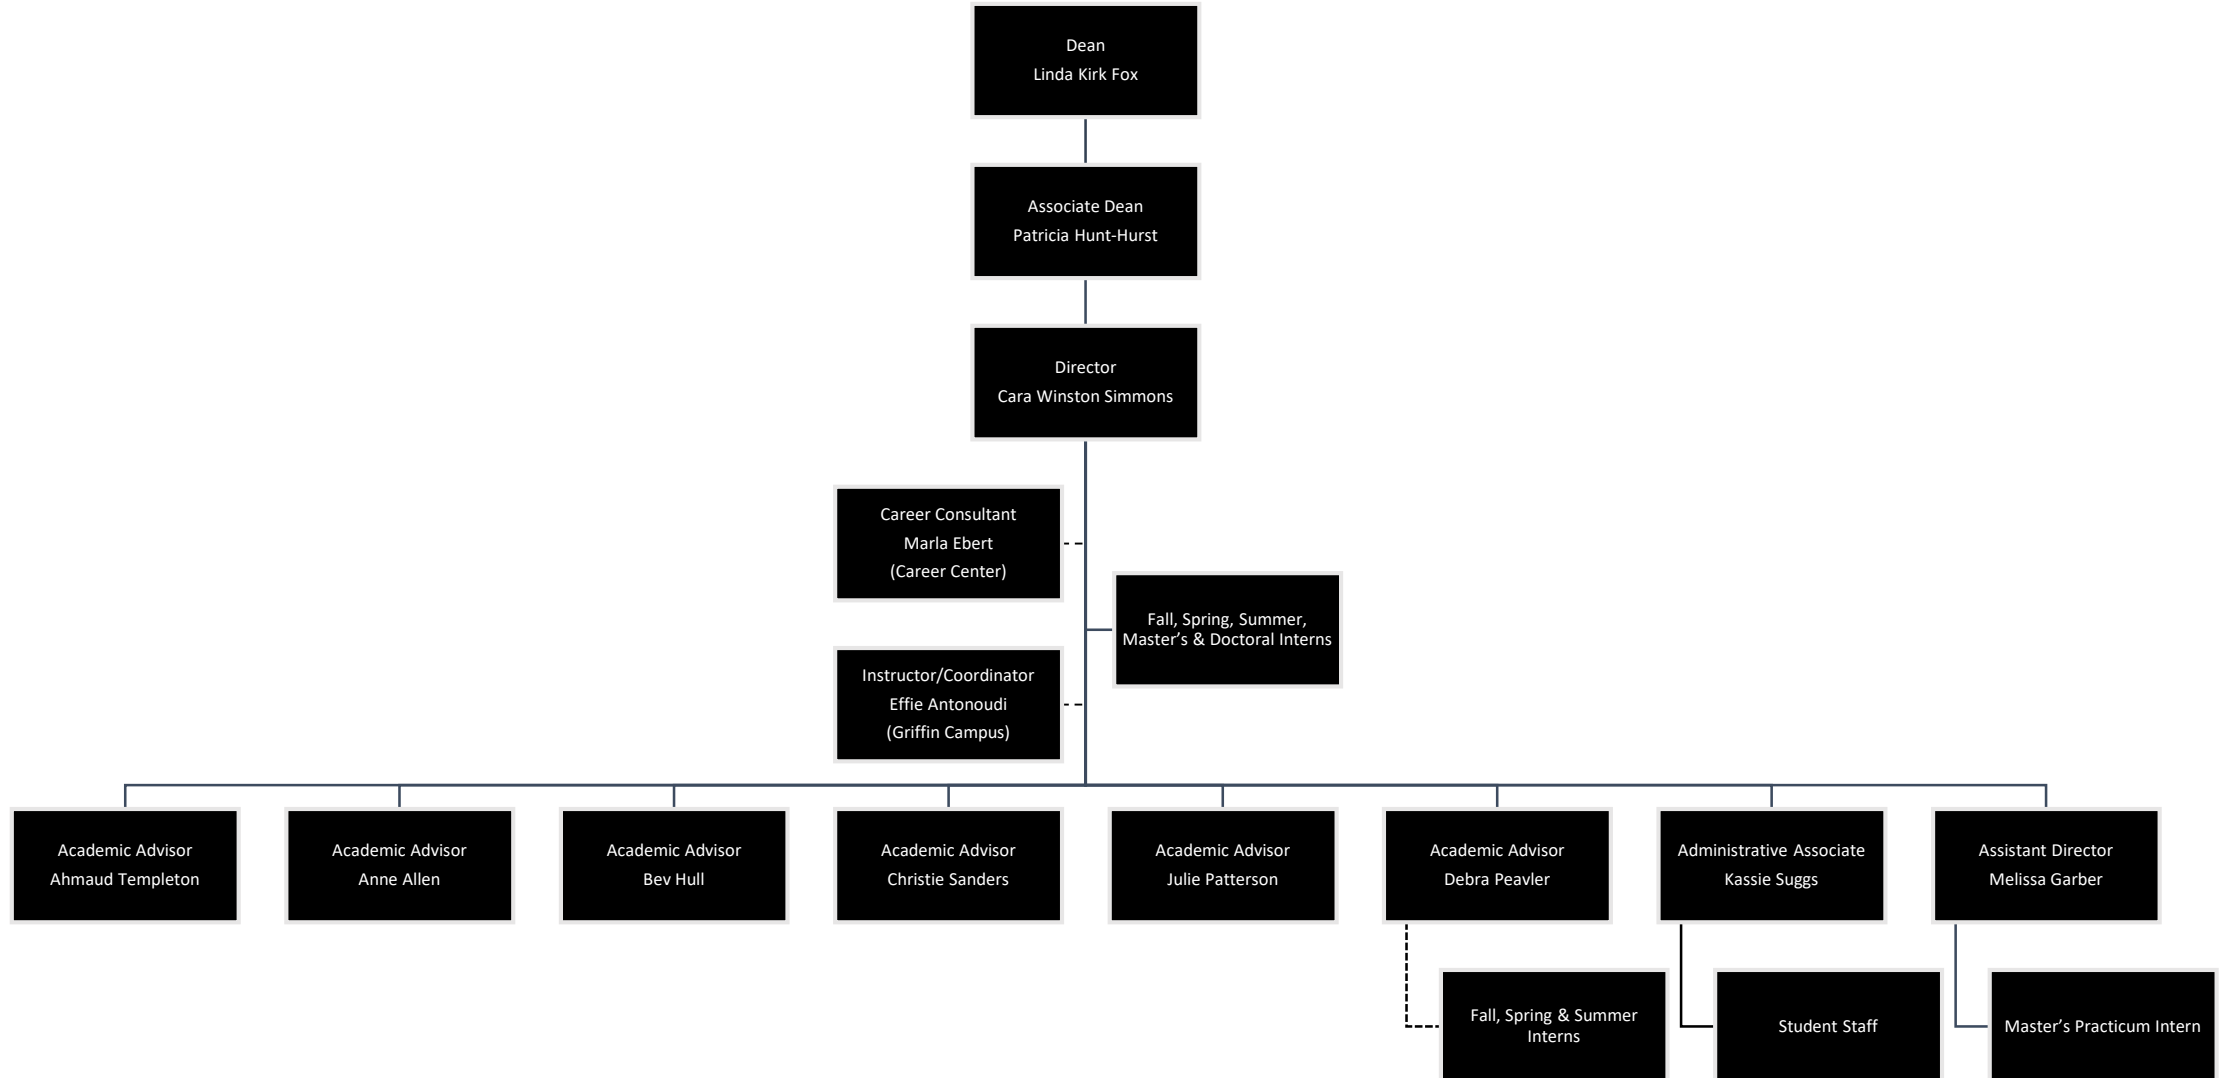 Dean
Linda Kirk Fox
Associate Dean
Patricia Hunt-Hurst
Director
Cara Winston Simmons
Career Consultant
Marla Ebert
(Career Center)
Fall, Spring, Summer,
Master’s & Doctoral Interns
Instructor/Coordinator
Effie Antonoudi
(Griffin Campus)
Academic Advisor
Ahmaud Templeton
Academic Advisor
Anne Allen
Academic Advisor
Bev Hull
Academic Advisor
Christie Sanders
Academic Advisor
Julie Patterson
Academic Advisor
Debra Peavler
Administrative Associate
Kassie Suggs
Assistant Director
Melissa Garber
Fall, Spring & Summer
Interns
Student Staff
Master’s Practicum Intern